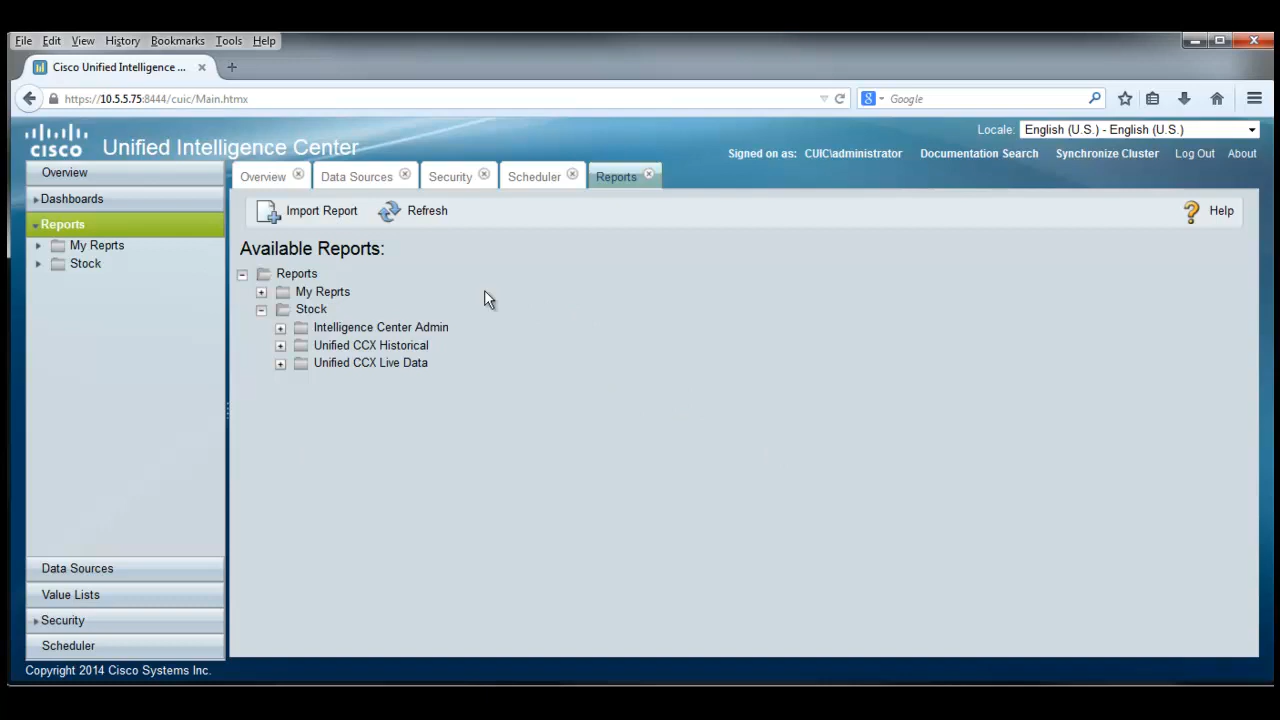 File Edit View History Bookmarks Tools Help
Cisco Unified Intelligence ...
https://10.5.5.75:8444/cuic/Main.htmx
Google
Locale: English (U.S.) - English (U.S.)
CISCO Unified Intelligence Center
Signed on as: CUIC\administrator Documentation Search Synchronize Cluster Log Out About
Overview Data Sources Security Scheduler Reports
Overview
Dashboards
Reports
My Reprts
Stock
Data Sources
Value Lists
Security
Scheduler
Import Report Refresh Help
Available Reports:
Reports
My Reprts
Stock
Intelligence Center Admin
Unified CCX Historical
Unified CCX Live Data
Copyright 2014 Cisco Systems Inc.